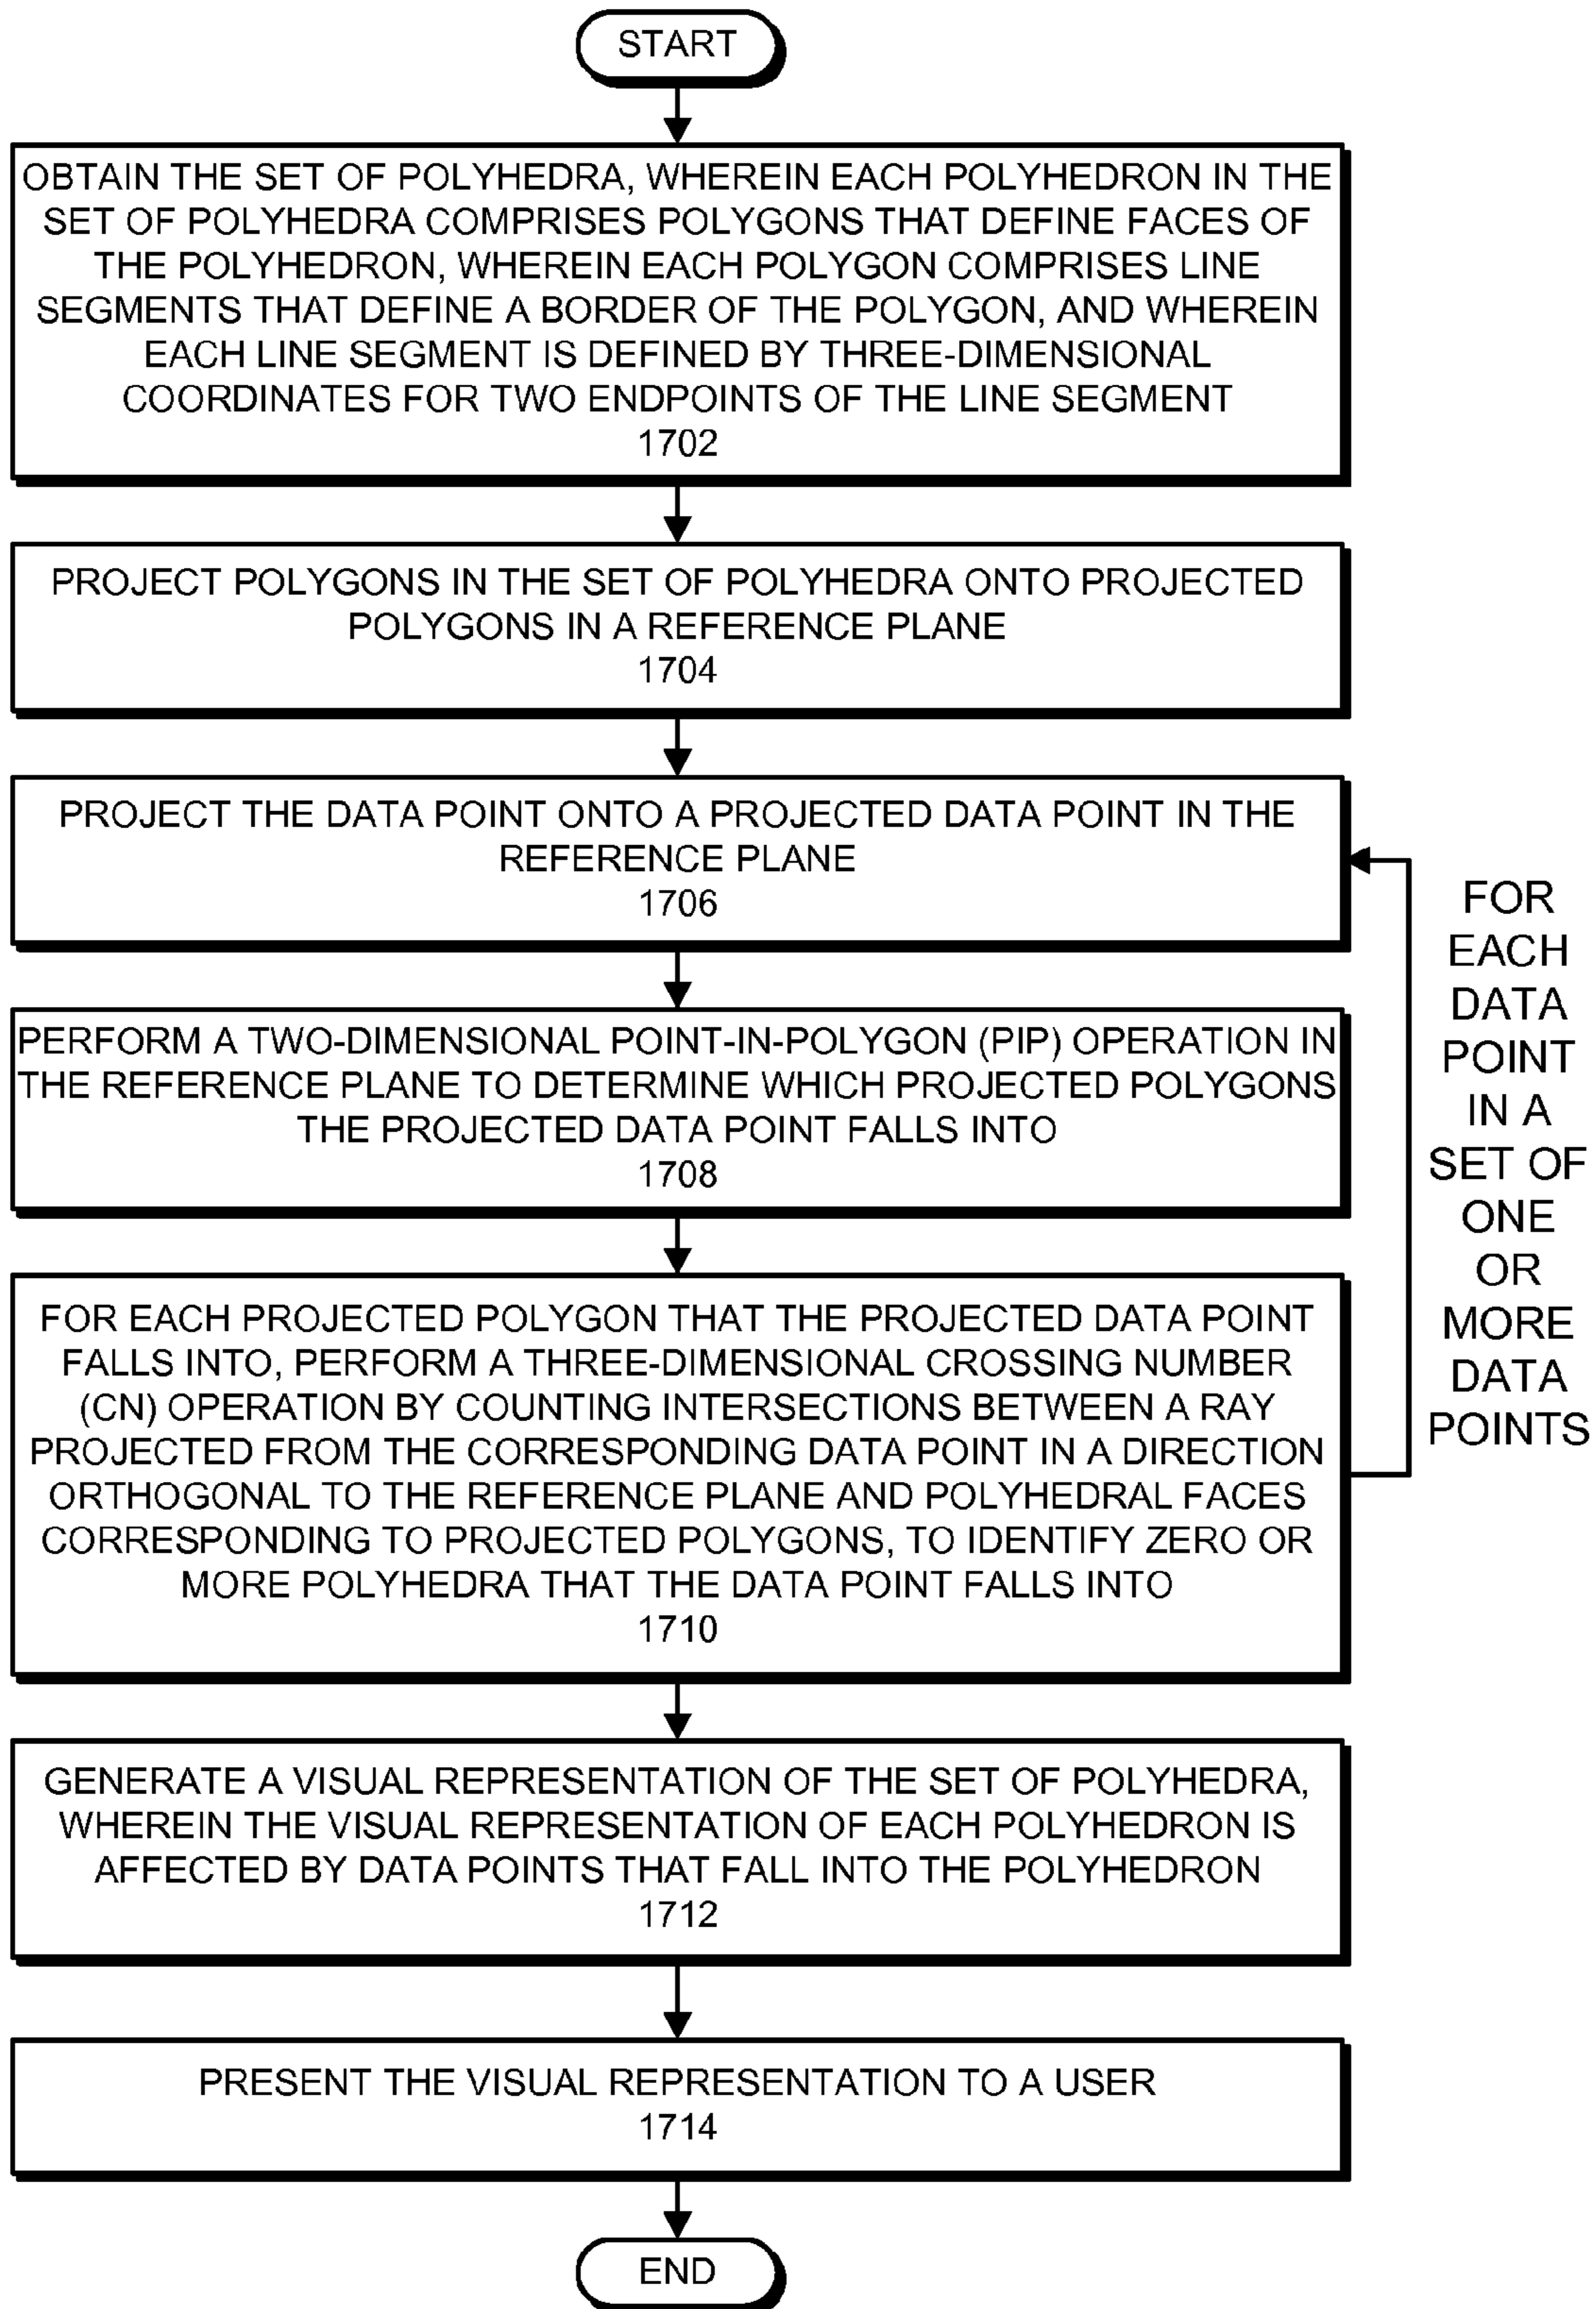 START
OBTAIN THE SET OF POLYHEDRA, WHEREIN EACH POLYHEDRON IN THE
SET OF POLYHEDRA COMPRISES POLYGONS THAT DEFINE FACES OF
THE POLYHEDRON, WHEREIN EACH POLYGON COMPRISES LINE
SEGMENTS THAT DEFINE A BORDER OF THE POLYGON, AND WHEREIN
EACH LINE SEGMENT IS DEFINED BY THREE-DIMENSIONAL
COORDINATES FOR TWO ENDPOINTS OF THE LINE SEGMENT
1702
PROJECT POLYGONS IN THE SET OF POLYHEDRA ONTO PROJECTED
POLYGONS IN A REFERENCE PLANE
1704
PROJECT THE DATA POINT ONTO A PROJECTED DATA POINT IN THE
REFERENCE PLANE
1706
PERFORM A TWO-DIMENSIONAL POINT-IN-POLYGON (PIP) OPERATION IN
THE REFERENCE PLANE TO DETERMINE WHICH PROJECTED POLYGONS
THE PROJECTED DATA POINT FALLS INTO
1708
FOR EACH PROJECTED POLYGON THAT THE PROJECTED DATA POINT
FALLS INTO, PERFORM A THREE-DIMENSIONAL CROSSING NUMBER
(CN) OPERATION BY COUNTING INTERSECTIONS BETWEEN A RAY
PROJECTED FROM THE CORRESPONDING DATA POINT IN A DIRECTION
ORTHOGONAL TO THE REFERENCE PLANE AND POLYHEDRAL FACES
CORRESPONDING TO PROJECTED POLYGONS, TO IDENTIFY ZERO OR
MORE POLYHEDRA THAT THE DATA POINT FALLS INTO
1710
FOR
EACH
DATA
POINT
IN A
SET OF
ONE
OR
MORE
DATA
POINTS
GENERATE A VISUAL REPRESENTATION OF THE SET OF POLYHEDRA,
WHEREIN THE VISUAL REPRESENTATION OF EACH POLYHEDRON IS
AFFECTED BY DATA POINTS THAT FALL INTO THE POLYHEDRON
1712
PRESENT THE VISUAL REPRESENTATION TO A USER
1714
END